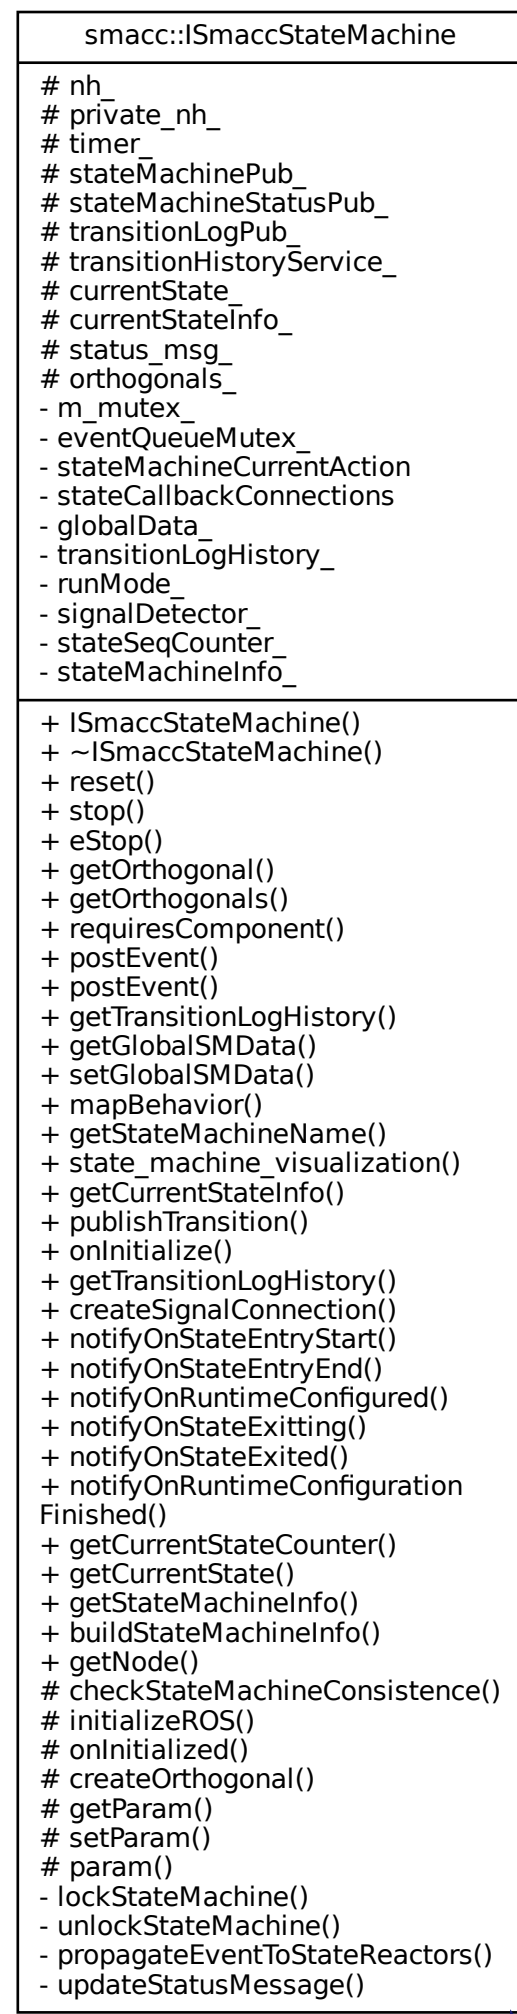 smacc::ISmaccStateMachine
# nh_
# private_nh_
# timer_
# stateMachinePub_
# stateMachineStatusPub_
# transitionLogPub_
# transitionHistoryService_
# currentState_
# currentStateInfo_
# status_msg_
# orthogonals_
- m_mutex_
- eventQueueMutex_
- stateMachineCurrentAction
- stateCallbackConnections
- globalData_
- transitionLogHistory_
- runMode_
- signalDetector_
- stateSeqCounter_
- stateMachineInfo_
+ ISmaccStateMachine()
+ ~ISmaccStateMachine()
+ reset()
+ stop()
+ eStop()
+ getOrthogonal()
+ getOrthogonals()
+ requiresComponent()
+ postEvent()
+ postEvent()
+ getTransitionLogHistory()
+ getGlobalSMData()
+ setGlobalSMData()
+ mapBehavior()
+ getStateMachineName()
+ state_machine_visualization()
+ getCurrentStateInfo()
+ publishTransition()
+ onInitialize()
+ getTransitionLogHistory()
+ createSignalConnection()
+ notifyOnStateEntryStart()
+ notifyOnStateEntryEnd()
+ notifyOnRuntimeConfigured()
+ notifyOnStateExitting()
+ notifyOnStateExited()
+ notifyOnRuntimeConfiguration
Finished()
+ getCurrentStateCounter()
+ getCurrentState()
+ getStateMachineInfo()
+ buildStateMachineInfo()
+ getNode()
# checkStateMachineConsistence()
# initializeROS()
# onInitialized()
# createOrthogonal()
# getParam()
# setParam()
# param()
- lockStateMachine()
- unlockStateMachine()
- propagateEventToStateReactors()
- updateStatusMessage()